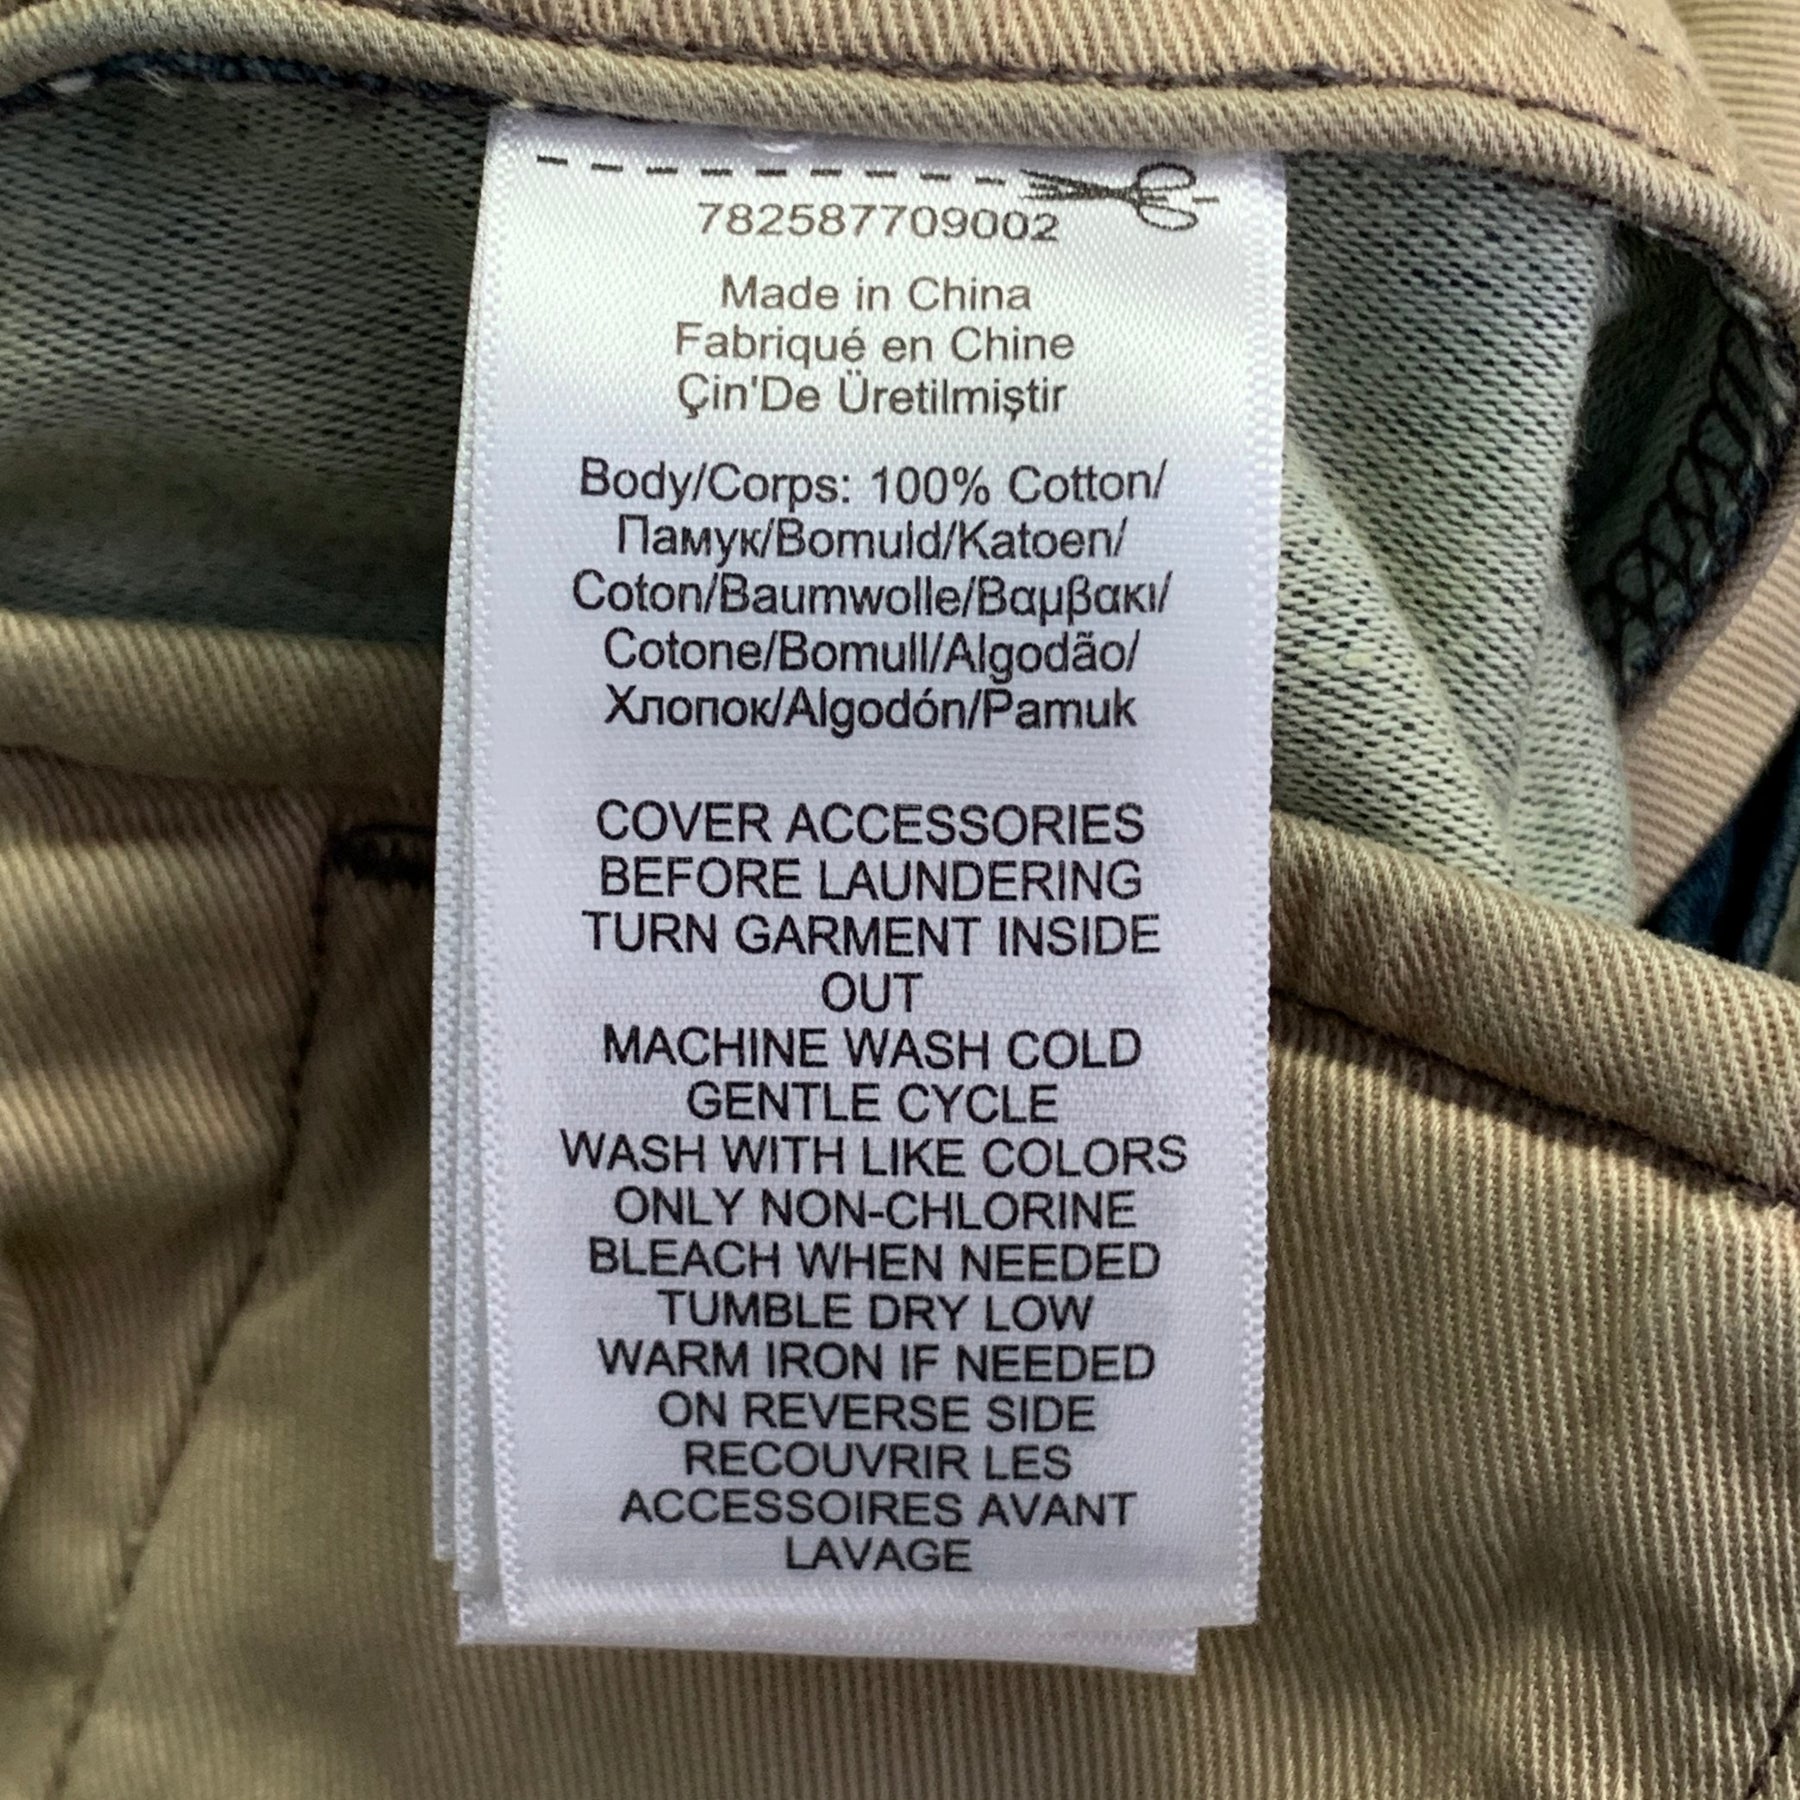 782587709002
Made in China
Fabriqué en Chine
Çin'De Üretilmiştir
Body/Corps: 100% Cotton/
Памук/Bomuld/Katoen/
Coton/Baumwolle/Βαμβακι/
Cotone/Bomull/Algodão/
Хлопок/Algodón/Pamuk
COVER ACCESSORIES
BEFORE LAUNDERING
TURN GARMENT INSIDE
OUT
MACHINE WASH COLD
GENTLE CYCLE
WASH WITH LIKE COLORS
ONLY NON-CHLORINE
BLEACH WHEN NEEDED
TUMBLE DRY LOW
WARM IRON IF NEEDED
ON REVERSE SIDE
RECOUVRIR LES
ACCESSOIRES AVANT
LAVAGE